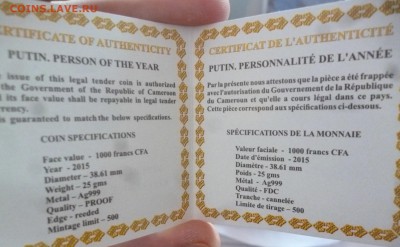 COINS.LAVE.RU
CERTIFICATE OF AUTHENTICITY
PUTIN. PERSON OF THE YEAR
issue of this legal tender coin is authorized
the Government of the Republic of Cameroon
its face value shall be repayable in legal tender
is guaranteed to match the below specifications.
COIN SPECIFICATIONS
Face value – 1000 francs CFA
Year - 2015
Diameter – 38.61 mm
Weight – 25 gms
Metal – Ag999
Quality – PROOF
Edge - reeded
Mintage limit – 500
CERTIFICAT DE L'AUTHENTICITÉ
PUTIN. PERSONNALITÉ DE L'ANNÉE
Par la présente nous attestons que la pièce a été frappée
avec l'autorisation du Gouvernement de la République
du Cameroun et qu'elle a cours légal dans ce pays.
Cette pièce correspond aux spécifications ci-dessous.
SPÉCIFICATIONS DE LA MONNAIE
Valeur faciale - 1000 francs CFA
Date d'émission - 2015
Diamètre - 38.61 mm
Poids - 25 gms
Métal - Ag999
Qualité - FDC
Tranche - cannelée
Limite de tirage – 500